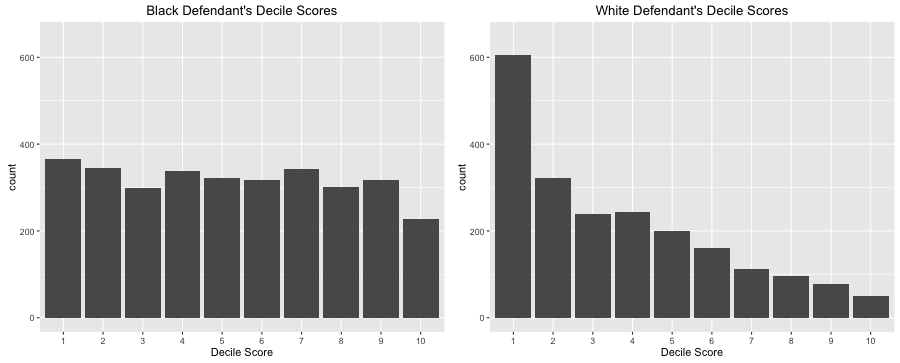 Black Defendant's Decile Scores
600
400
200
0
count
1 2 3 4 5 6 7 8 9 10
Decile Score
White Defendant's Decile Scores
600
400
200
0
count
1 2 3 4 5 6 7 8 9 10
Decile Score